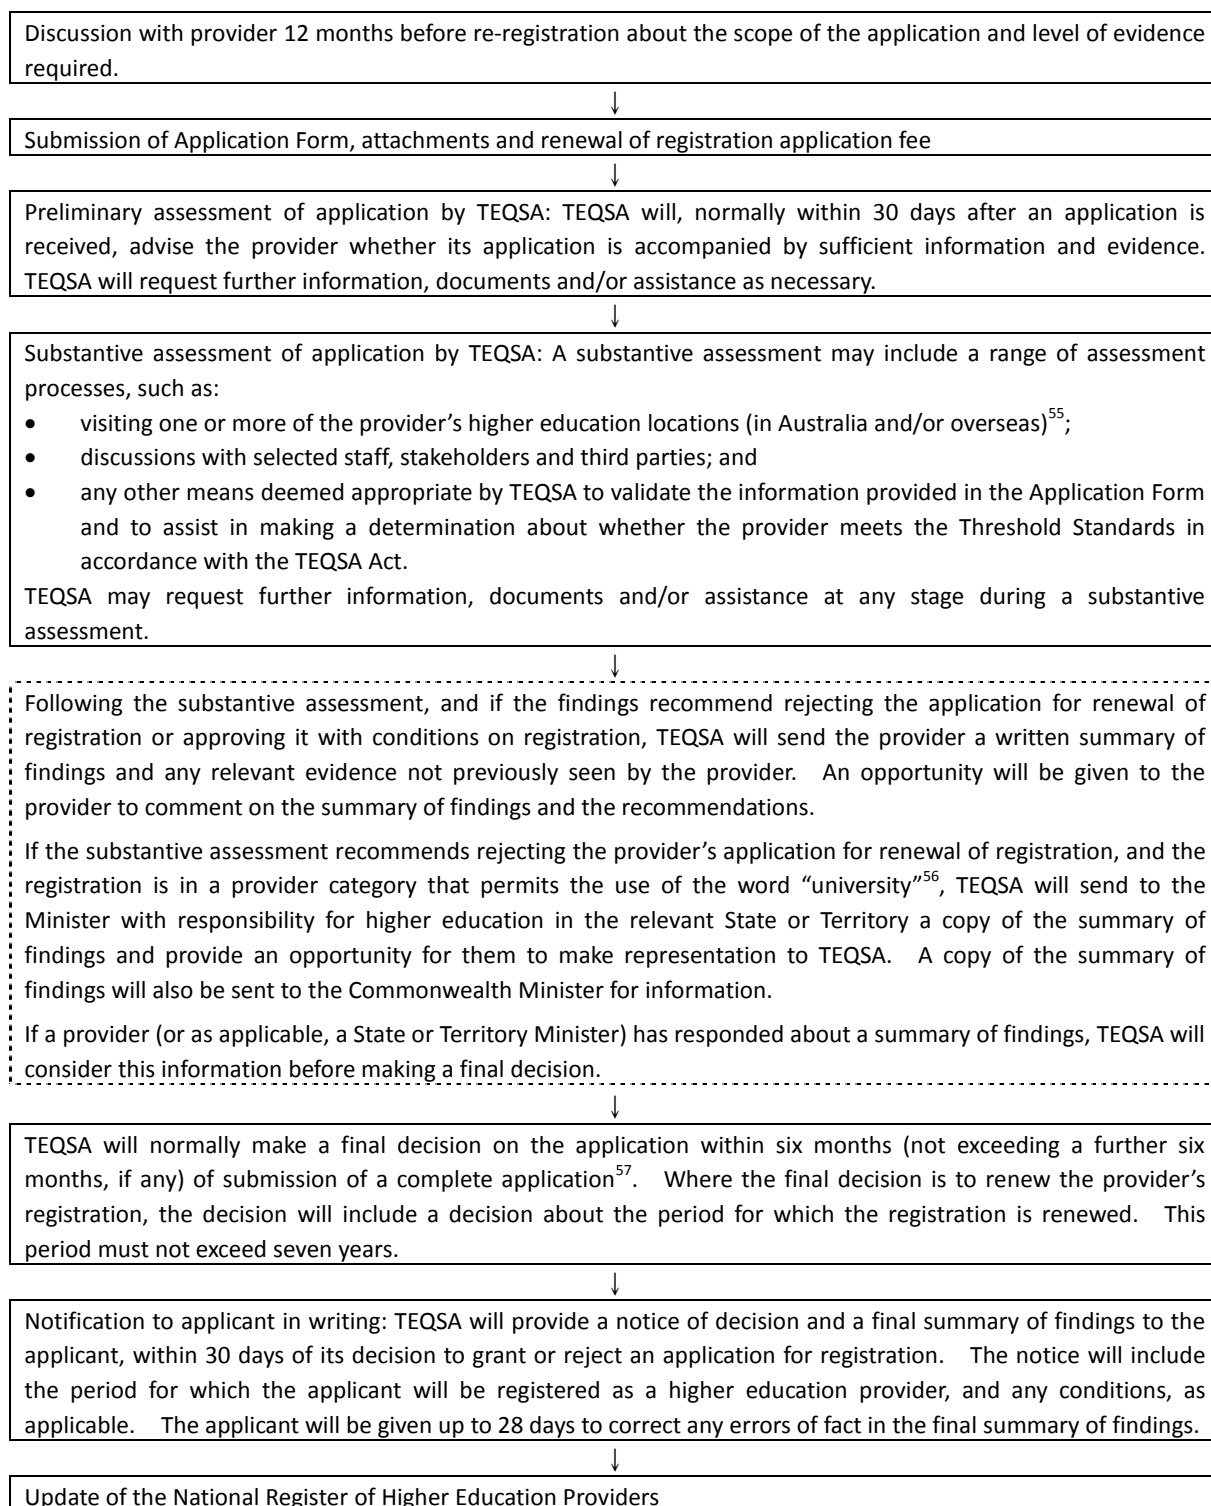 Discussion with provider 12 months before re-registration about the scope of the application and level of evidence
required.
↓
Submission of Application Form, attachments and renewal of registration application fee
↓
Preliminary assessment of application by TEQSA: TEQSA will, normally within 30 days after an application is
received, advise the provider whether its application is accompanied by sufficient information and evidence.
TEQSA will request further information, documents and/or assistance as necessary.
↓
Substantive assessment of application by TEQSA: A substantive assessment may include a range of assessment
processes, such as:
• visiting one or more of the provider’s higher education locations (in Australia and/or overseas)55;
• discussions with selected staff, stakeholders and third parties; and
• any other means deemed appropriate by TEQSA to validate the information provided in the Application Form
and to assist in making a determination about whether the provider meets the Threshold Standards in
accordance with the TEQSA Act.
TEQSA may request further information, documents and/or assistance at any stage during a substantive
assessment.
↓
Following the substantive assessment, and if the findings recommend rejecting the application for renewal of
registration or approving it with conditions on registration, TEQSA will send the provider a written summary of
findings and any relevant evidence not previously seen by the provider. An opportunity will be given to the
provider to comment on the summary of findings and the recommendations.
If the substantive assessment recommends rejecting the provider’s application for renewal of registration, and the
registration is in a provider category that permits the use of the word “university”56, TEQSA will send to the
Minister with responsibility for higher education in the relevant State or Territory a copy of the summary of
findings and provide an opportunity for them to make representation to TEQSA. A copy of the summary of
findings will also be sent to the Commonwealth Minister for information.
If a provider (or as applicable, a State or Territory Minister) has responded about a summary of findings, TEQSA will
consider this information before making a final decision.
↓
TEQSA will normally make a final decision on the application within six months (not exceeding a further six
months, if any) of submission of a complete application57. Where the final decision is to renew the provider’s
registration, the decision will include a decision about the period for which the registration is renewed. This
period must not exceed seven years.
↓
Notification to applicant in writing: TEQSA will provide a notice of decision and a final summary of findings to the
applicant, within 30 days of its decision to grant or reject an application for registration. The notice will include
the period for which the applicant will be registered as a higher education provider, and any conditions, as
applicable. The applicant will be given up to 28 days to correct any errors of fact in the final summary of findings.
↓
Update of the National Register of Higher Education Providers